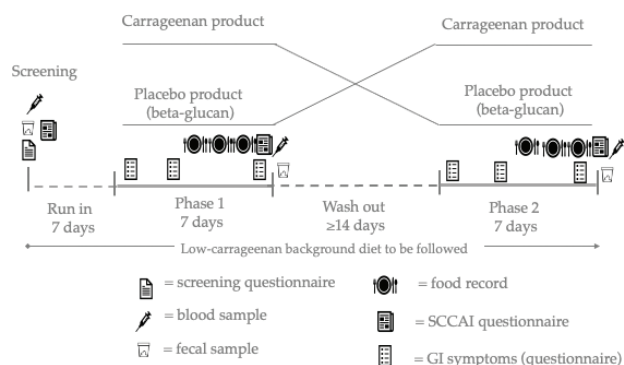 Carrageenan product
Carrageenan product
Screening
Placebo product
(beta-glucan)
Placebo product
(beta-glucan)
Run in
7 days
Phase 1
7 days
Wash out
≥14 days
Phase 2
7 days
Low-carrageenan background diet to be followed
= screening questionnaire
= food record
= blood sample
= SCCAI questionnaire
= fecal sample
= GI symptoms (questionnaire)